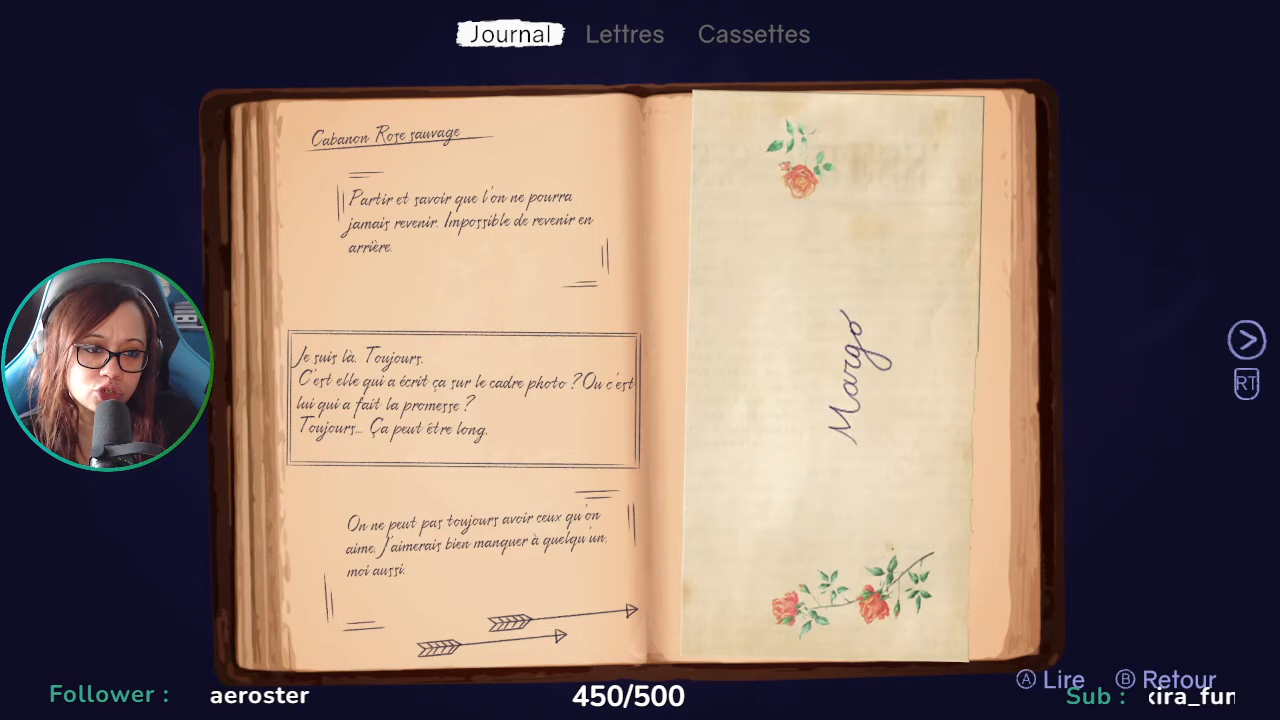 Journal Lettres Cassettes
Cabanon Rose sauvage
Partir et savoir que l'on ne pourra
jamais revenir. Impossible de revenir en
arrière.
Je suis là. Toujours.
C'est elle qui a écrit ça sur le cadre photo ? Ou c'est
lui qui a fait la promesse ?
Toujours... Ça peut être long.
On ne peut pas toujours avoir ceux qu'on
aime. J'aimerais bien manquer à quelqu'un,
moi aussi.
Margo
RT
A Lire B Retour
Follower : aeroster 450/500 Sub : kira_fun